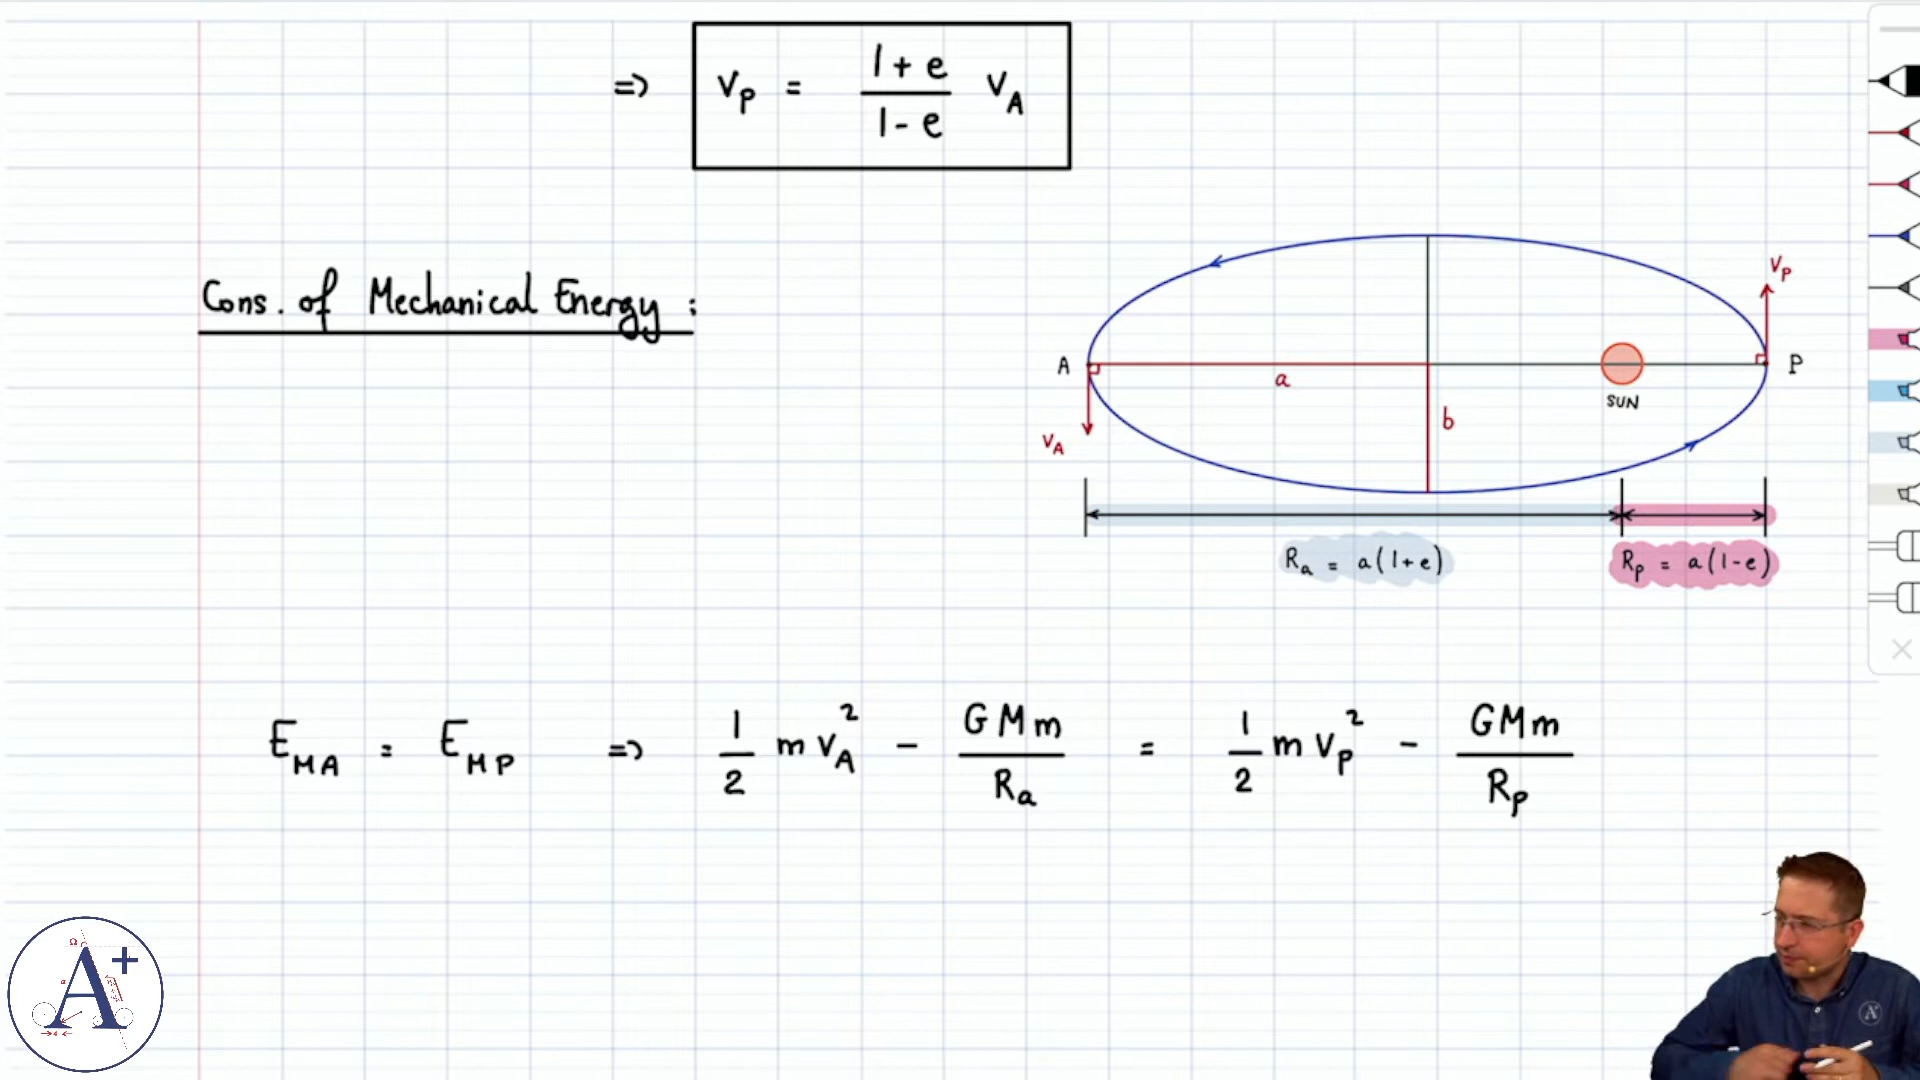 => v_P = (1+e)/(1-e) v_A
Cons. of Mechanical Energy :
v_P
A
a
P
SUN
b
v_A
R_a = a(1+e)
R_p = a(1-e)
E_MA = E_MP => 1/2 m v_A^2 - GMm/R_a = 1/2 m v_P^2 - GMm/R_p
A+